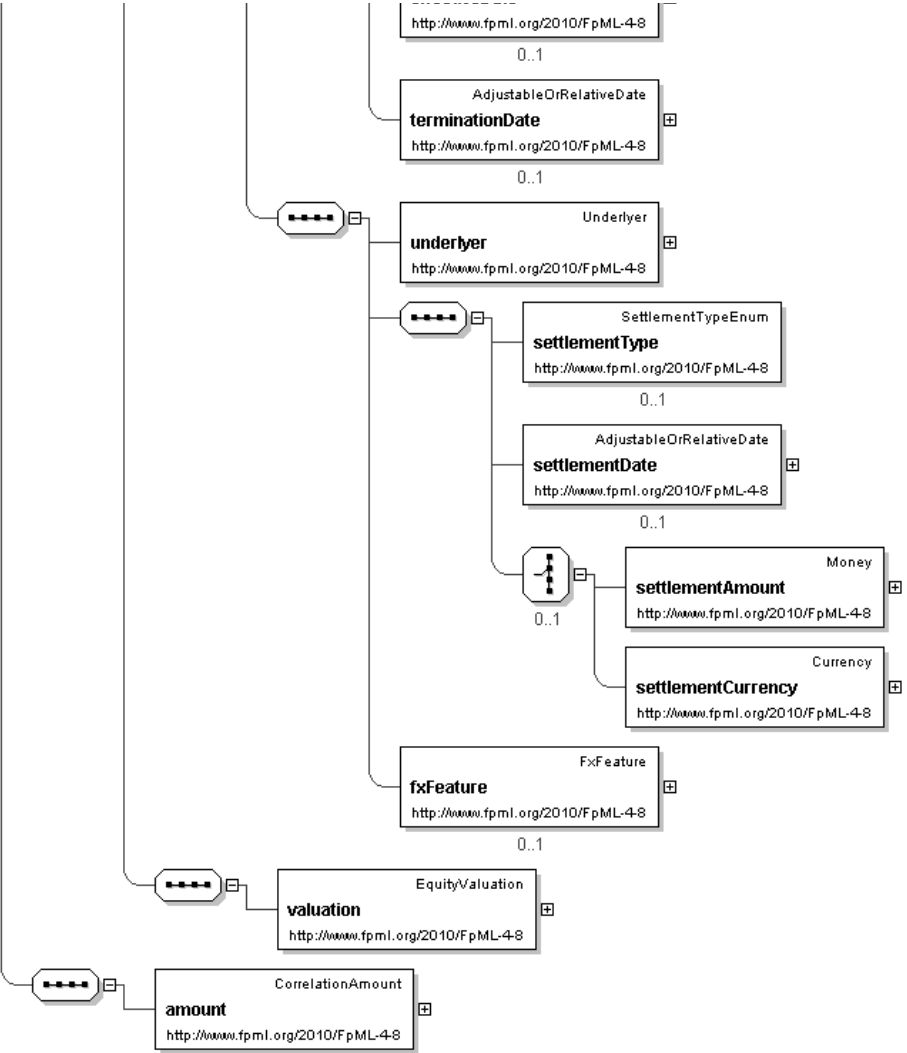 http://www.fpml.org/2010/FpML-4-8
0..1
AdjustableOrRelativeDate
terminationDate
http://www.fpml.org/2010/FpML-4-8
0..1
Underlyer
underlyer
http://www.fpml.org/2010/FpML-4-8
SettlementTypeEnum
settlementType
http://www.fpml.org/2010/FpML-4-8
0..1
AdjustableOrRelativeDate
settlementDate
http://www.fpml.org/2010/FpML-4-8
0..1
Money
settlementAmount
http://www.fpml.org/2010/FpML-4-8
0..1
Currency
settlementCurrency
http://www.fpml.org/2010/FpML-4-8
FxFeature
fxFeature
http://www.fpml.org/2010/FpML-4-8
0..1
EquityValuation
valuation
http://www.fpml.org/2010/FpML-4-8
CorrelationAmount
amount
http://www.fpml.org/2010/FpML-4-8